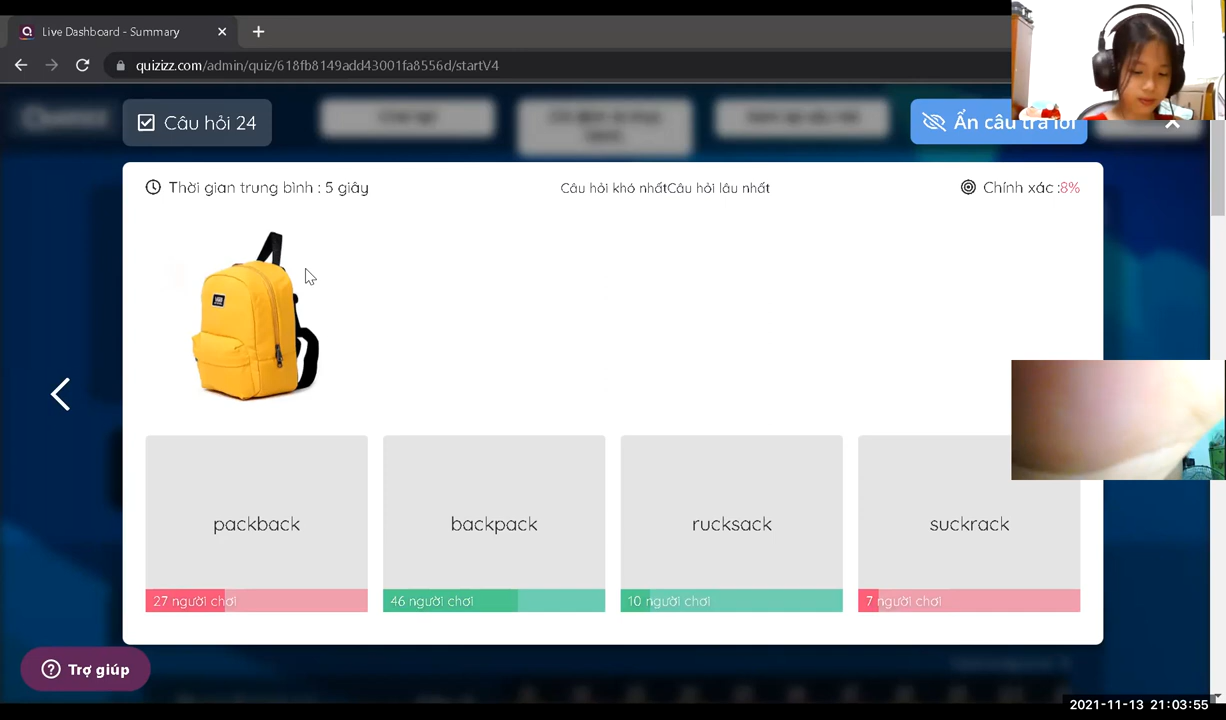 Live Dashboard - Summary
quizizz.com/admin/quiz/618fb8149add43001fa8556d/startV4
Câu hỏi 24
Ẩn câu trả lời
Thời gian trung bình : 5 giây
Câu hỏi khó nhấtCâu hỏi lâu nhất
Chính xác :8%
packback
backpack
rucksack
suckrack
27 người chơi
46 người chơi
10 người chơi
7 người chơi
Trợ giúp
2021-11-13 21:03:55